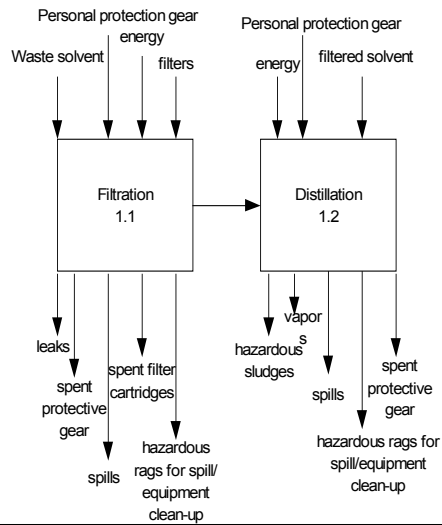 Personal protection gear
energy
Waste solvent
filters
Personal protection gear
energy
filtered solvent
Filtration
1.1
Distillation
1.2
leaks
spent
protective
gear
spills
spent filter
cartridges
hazardous
rags for spill/
equipment
clean-up
hazardous
sludges
vapor
s
spills
hazardous rags for
spill/equipment
clean-up
spent
protective
gear